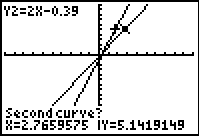 Y2=2X-0.39
Second curve?
X=2.7659575 Y=5.1419149